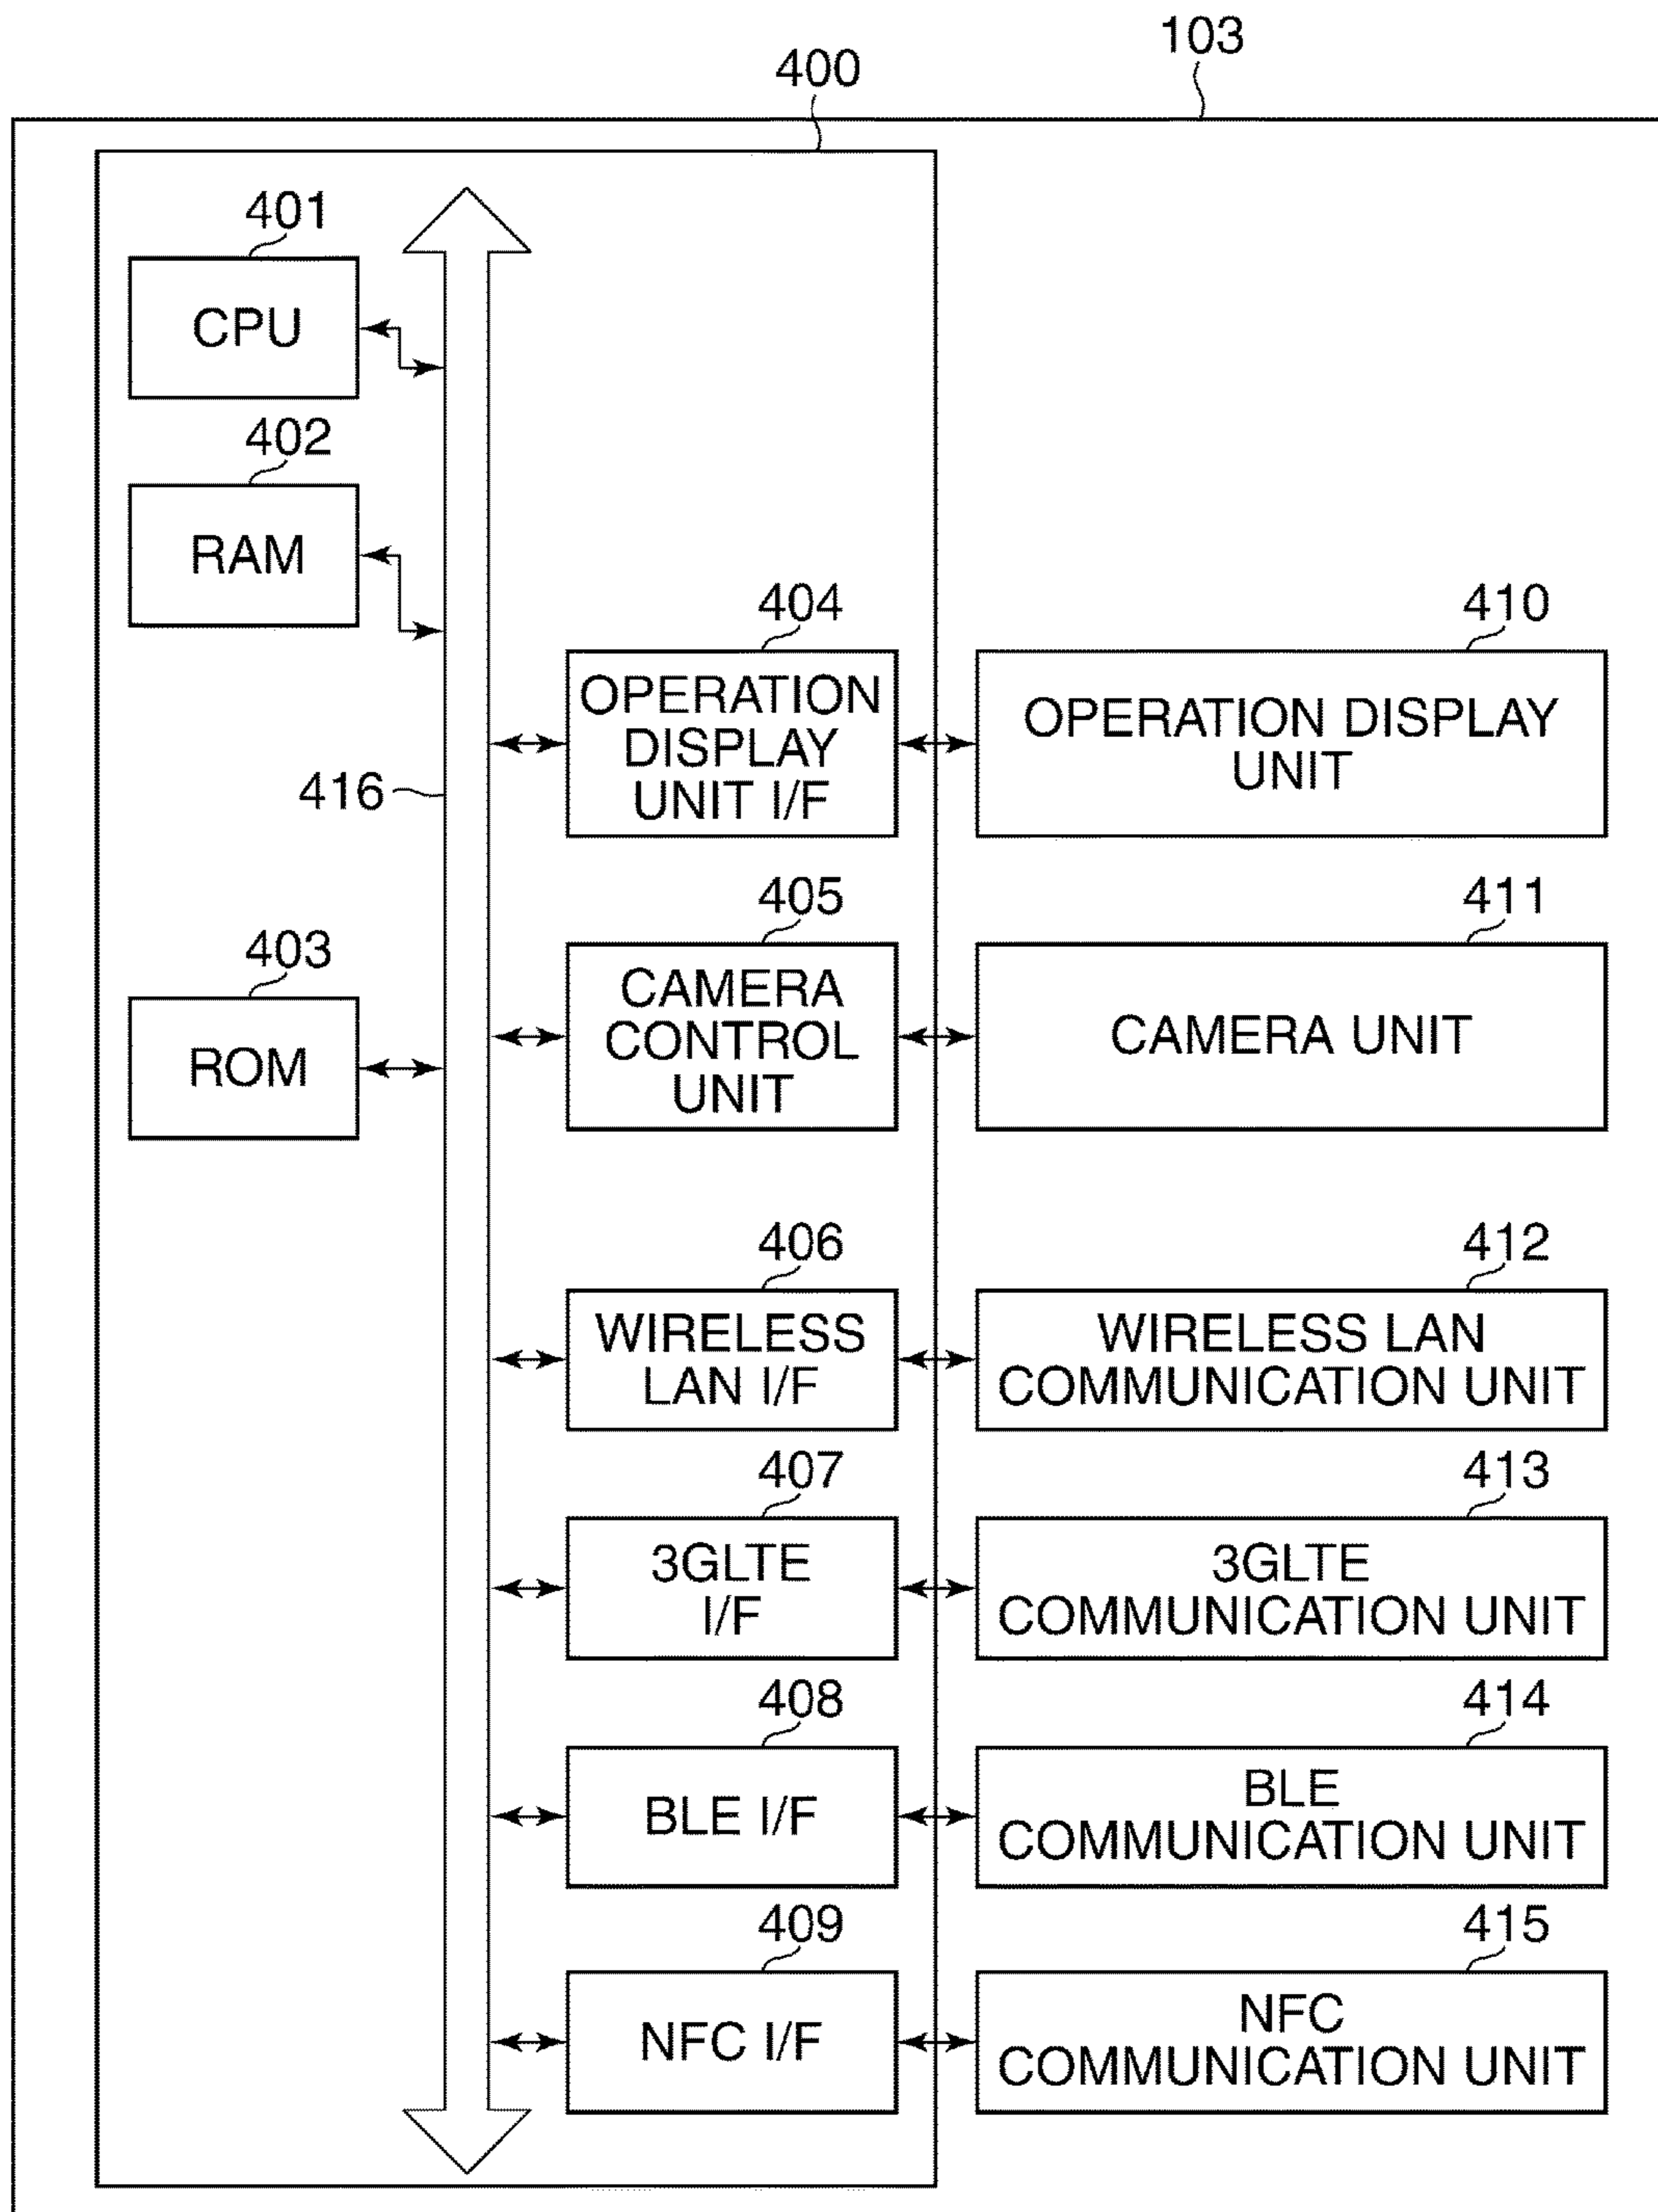 103
400
401
CPU
402
RAM
404
OPERATION
DISPLAY
UNIT I/F
410
OPERATION DISPLAY
UNIT
416
405
CAMERA
CONTROL
UNIT
411
CAMERA UNIT
403
ROM
406
WIRELESS
LAN I/F
412
WIRELESS LAN
COMMUNICATION UNIT
407
3GLTE
I/F
413
3GLTE
COMMUNICATION UNIT
408
BLE I/F
414
BLE
COMMUNICATION UNIT
409
NFC I/F
415
NFC
COMMUNICATION UNIT